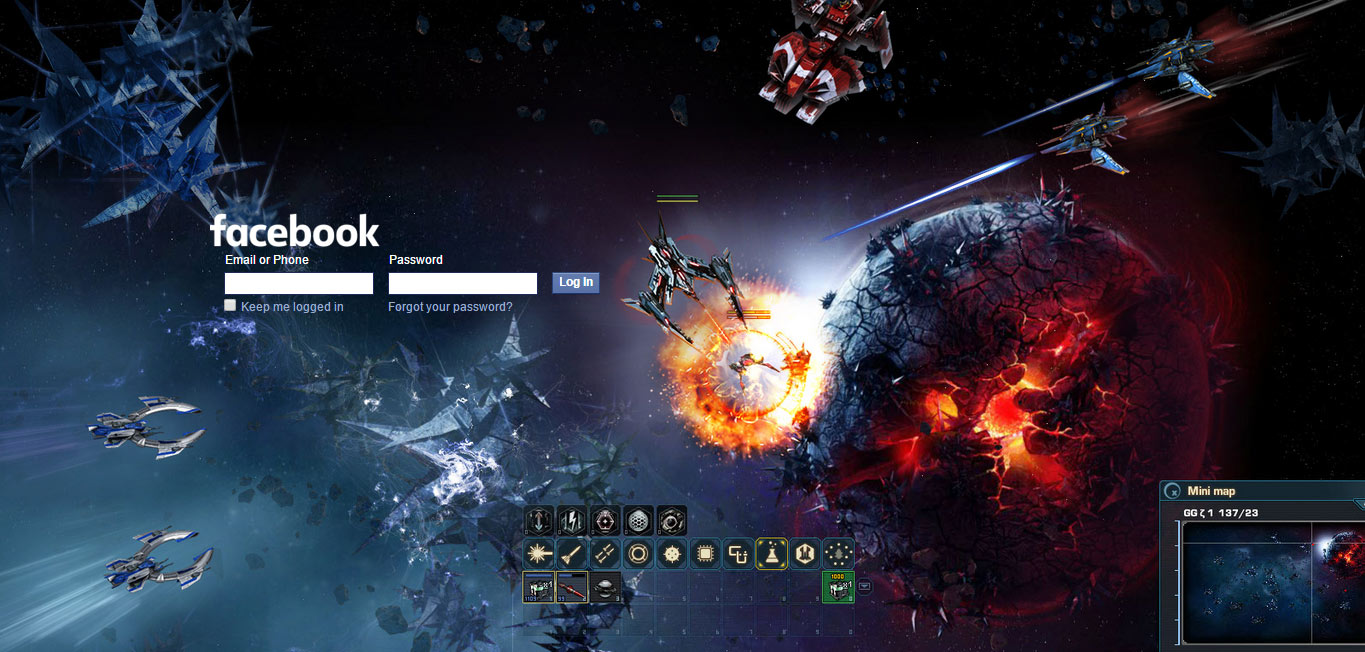 facebook
Email or Phone
Password
Log In
Keep me logged in
Forgot your password?
Mini map
GG ζ 1 137/23
1000